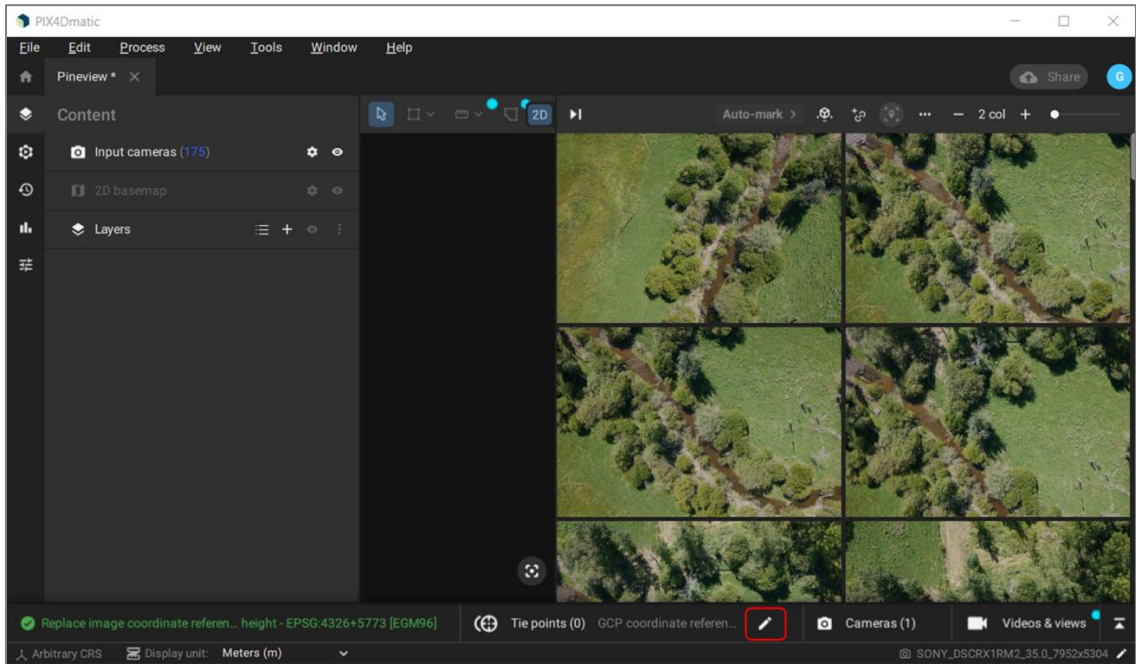 PIX4Dmatic
File Edit Process View Tools Window Help
Pineview * Share G
Content 2D Auto-mark > 2 col
Input cameras (175)
2D basemap
Layers
Replace image coordinate referen... height - EPSG:4326+5773 [EGM96] Tie points (0) GCP coordinate referen... Cameras (1) Videos & views
Arbitrary CRS Display unit: Meters (m) SONY_DSCRX1RM2_35.0_7952x5304